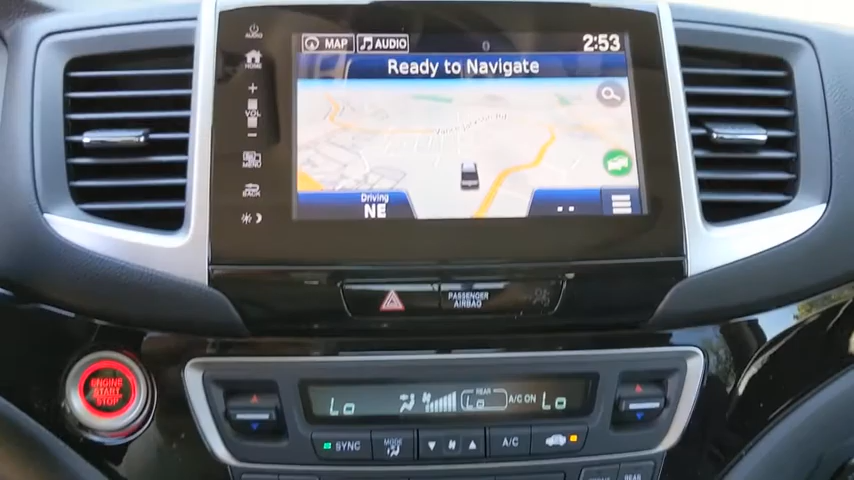 AUDIO
MAP
AUDIO
2:53
HOME
Ready to Navigate
+
VOL
-
MENU
BACK
Driving
NE
PASSENGER
AIRBAG
ENGINE
START
STOP
Lo
REAR
Lo
A/C ON
Lo
SYNC
MODE
A/C
REAR